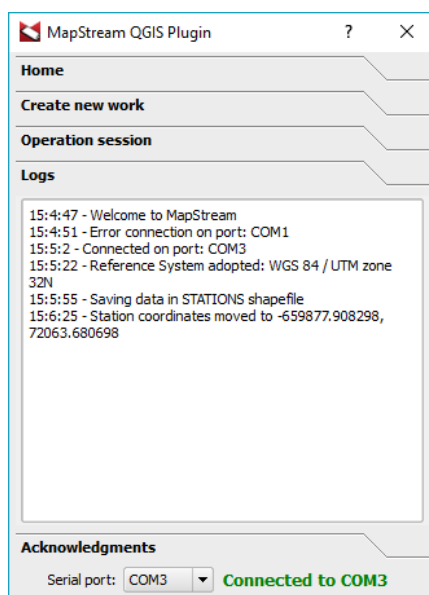 MapStream QGIS Plugin ? ×
Home
Create new work
Operation session
Logs
15:4:47 - Welcome to MapStream
15:4:51 - Error connection on port: COM1
15:5:2 - Connected on port: COM3
15:5:22 - Reference System adopted: WGS 84 / UTM zone
32N
15:5:55 - Saving data in STATIONS shapefile
15:6:25 - Station coordinates moved to -659877.908298,
72063.680698
Acknowledgments
Serial port: COM3 Connected to COM3